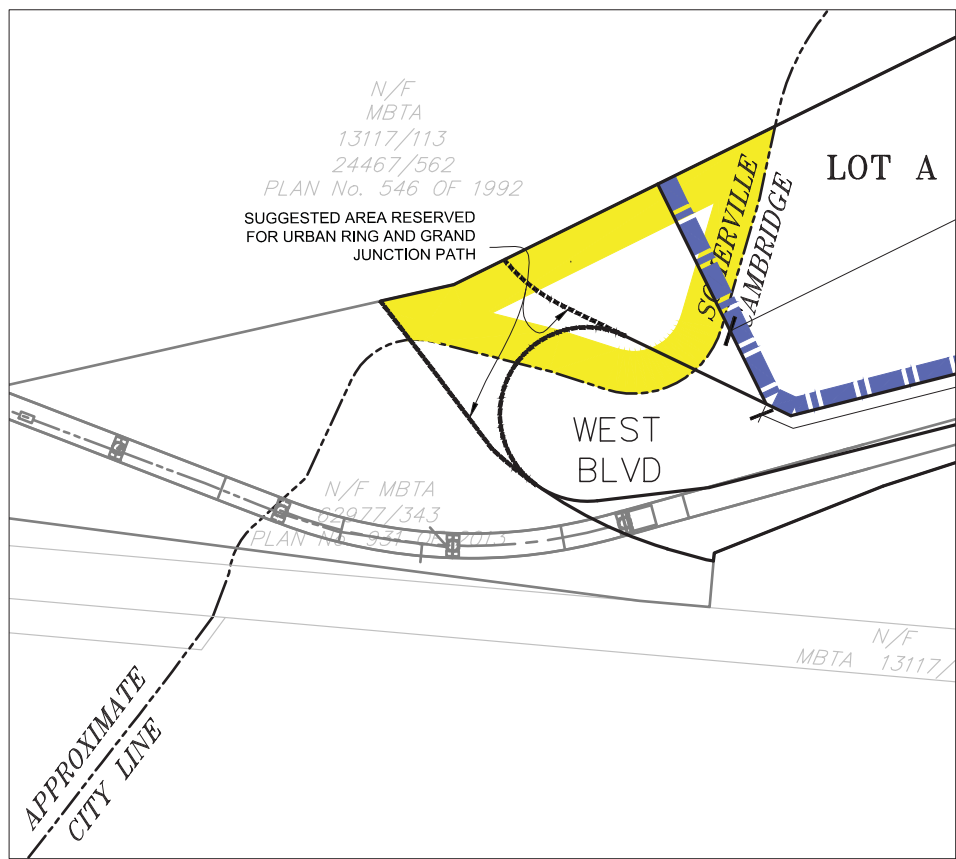 N/F
MBTA
13117/113
24467/562
PLAN No. 546 OF 1992
SUGGESTED AREA RESERVED
FOR URBAN RING AND GRAND
JUNCTION PATH
LOT A
SOMERVILLE
AMBRIDGE
WEST
BLVD
N/F MBTA
62977/343
PLAN No. 931 OF 2013
N/F
MBTA 13117/
APPROXIMATE
CITY LINE